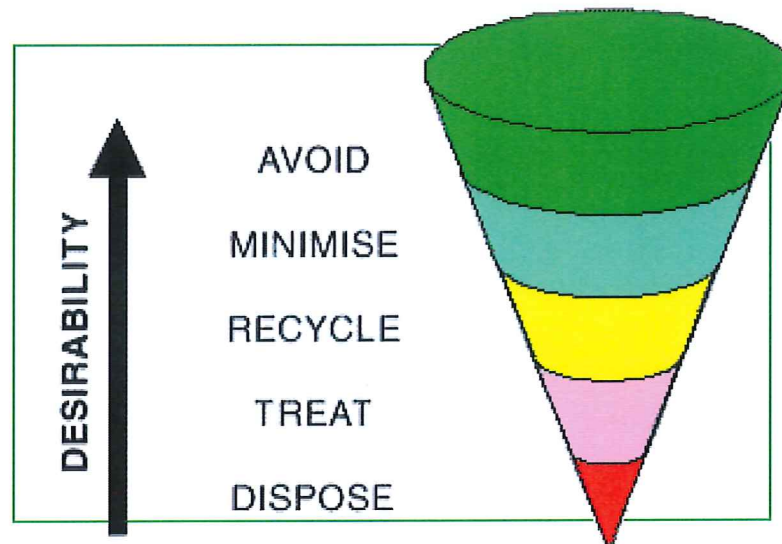 DESIRABILITY
AVOID
MINIMISE
RECYCLE
TREAT
DISPOSE